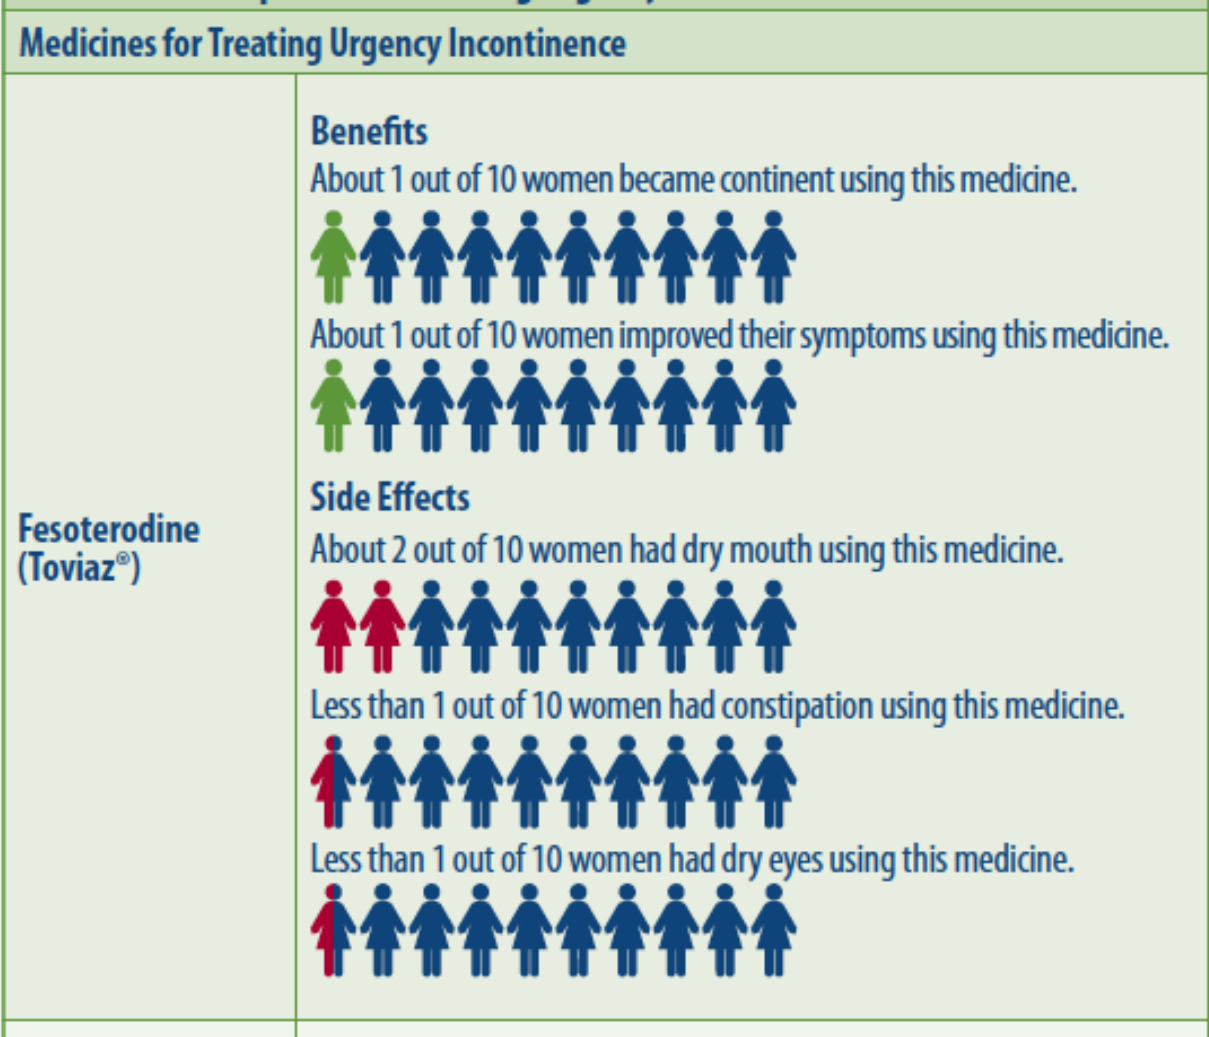 Medicines for Treating Urgency Incontinence
Fesoterodine
(Toviaz®)
Benefits
About 1 out of 10 women became continent using this medicine.
About 1 out of 10 women improved their symptoms using this medicine.
Side Effects
About 2 out of 10 women had dry mouth using this medicine.
Less than 1 out of 10 women had constipation using this medicine.
Less than 1 out of 10 women had dry eyes using this medicine.